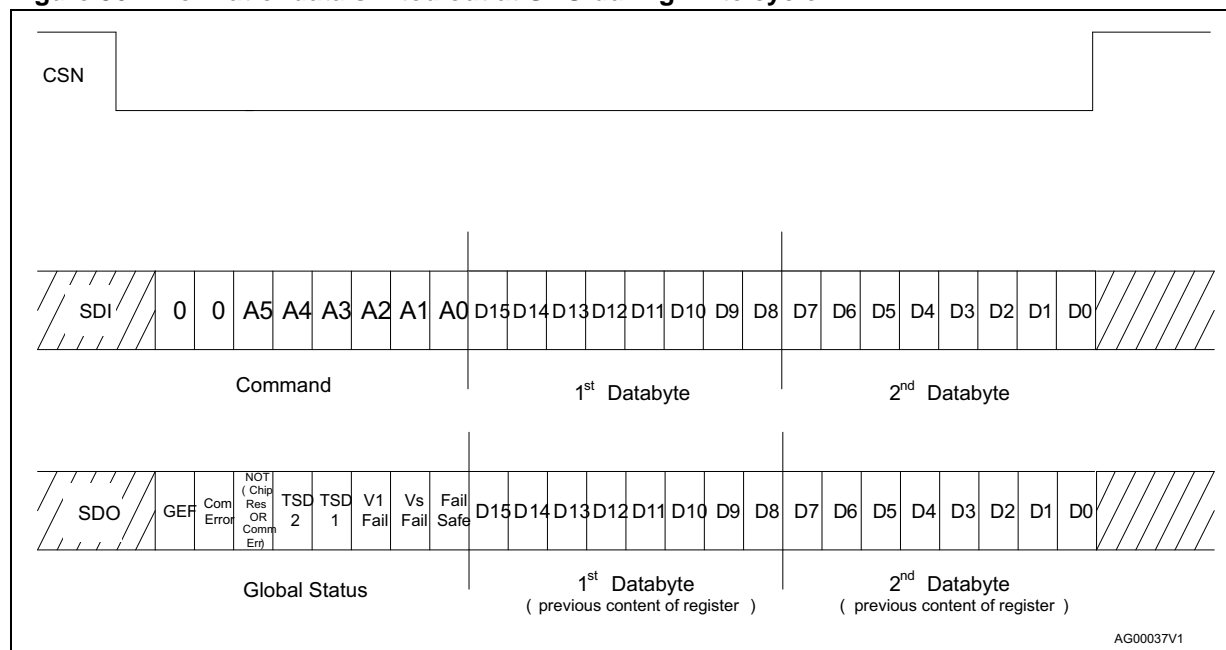 CSN
SDI 0 0 A5 A4 A3 A2 A1 A0 D15 D14 D13 D12 D11 D10 D9 D8 D7 D6 D5 D4 D3 D2 D1 D0
Command 1st Databyte 2nd Databyte
SDO GEF Com Error NOT ( Chip Res OR Comm Err) TSD 2 TSD 1 V1 Fail Vs Fail Fail Safe D15 D14 D13 D12 D11 D10 D9 D8 D7 D6 D5 D4 D3 D2 D1 D0
Global Status 1st Databyte 2nd Databyte
( previous content of register ) ( previous content of register )
AG00037V1